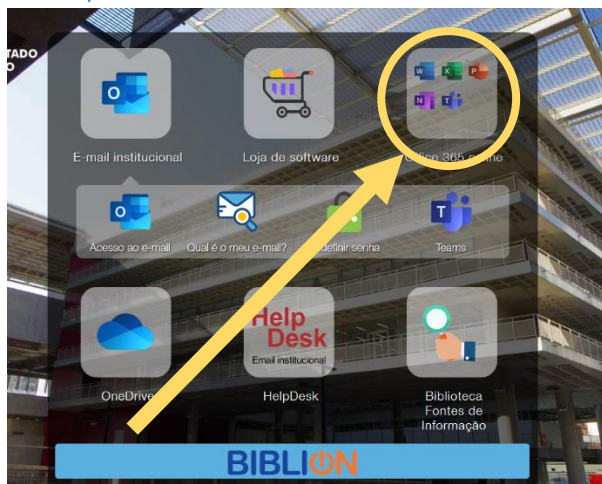 TADO
O
W X P
N T
O
E-mail institucional
Loja de software
Office 365 online
O
T
Acesso ao e-mail
Qual é o meu e-mail?
definir senha
Teams
Help
Desk
Email institucional
OneDrive
HelpDesk
Biblioteca
Fontes de
Informação
BIBLION